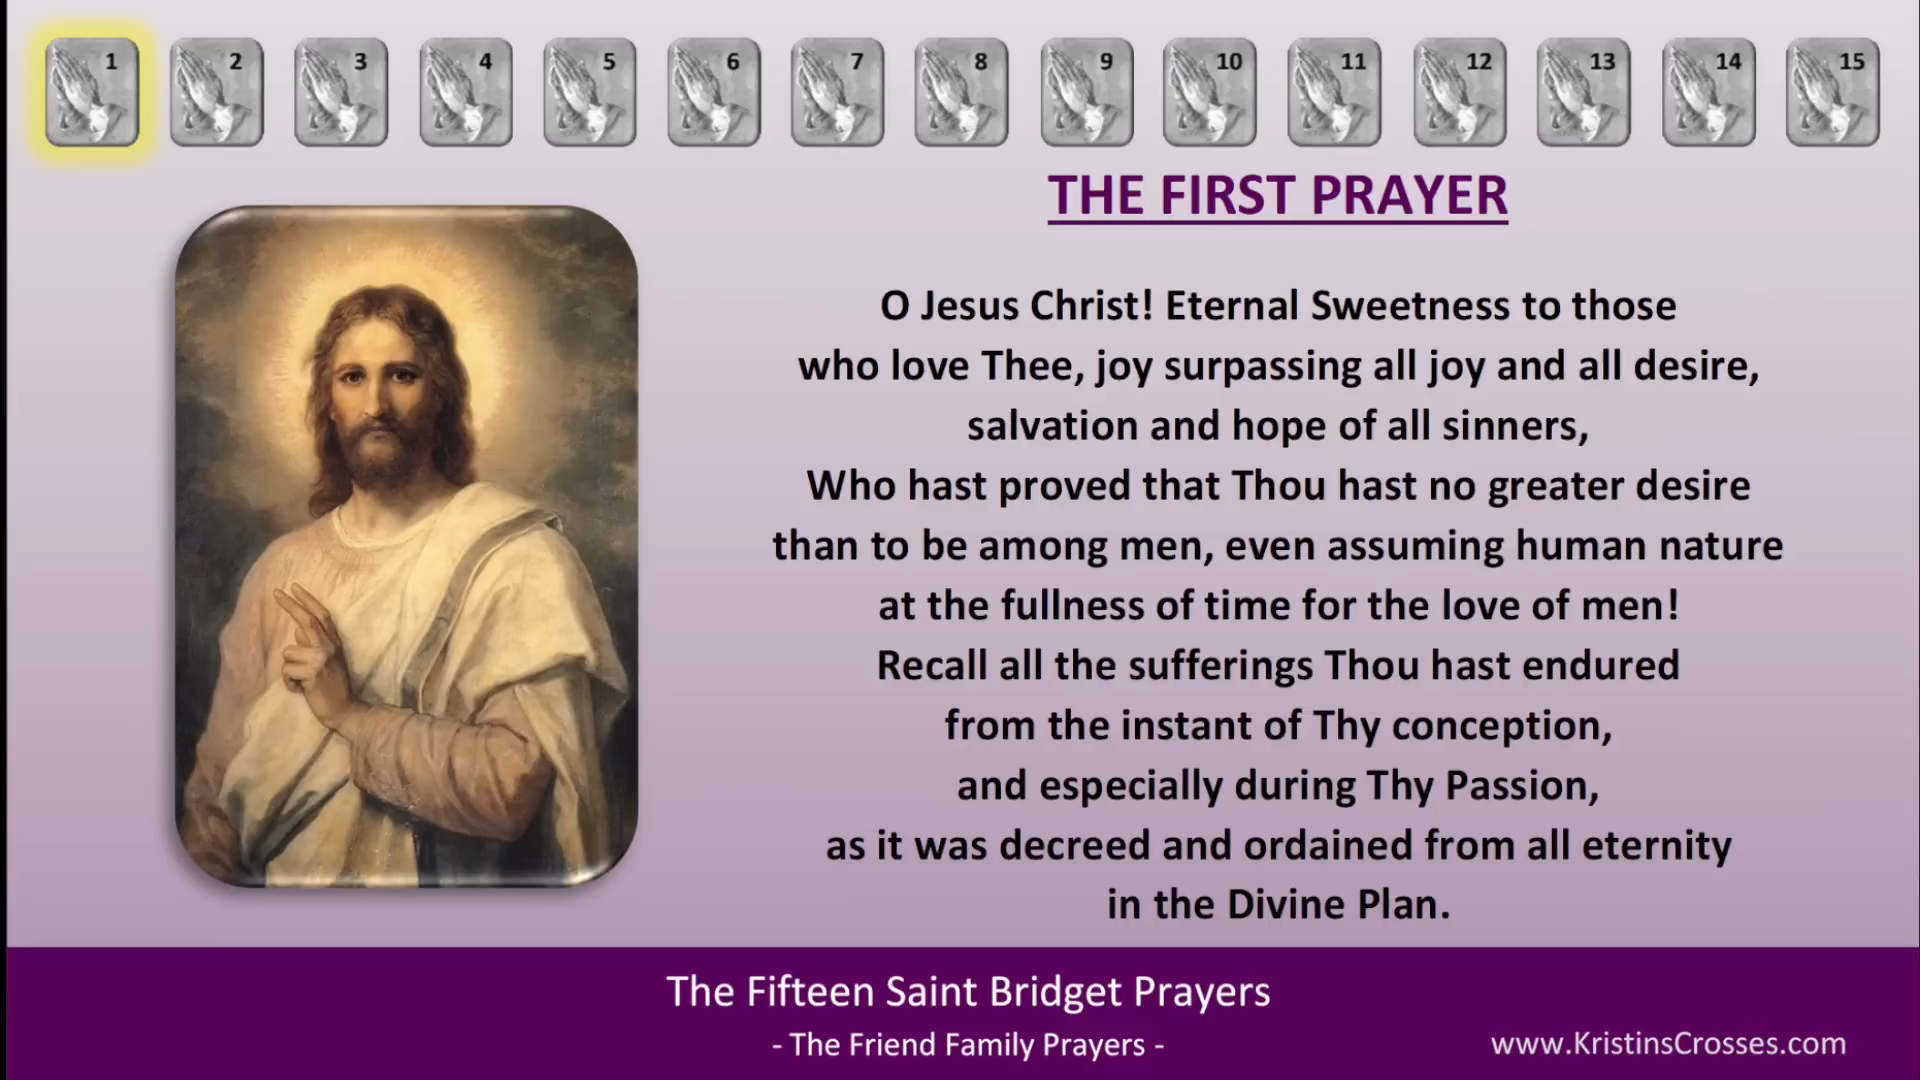 1 2 3 4 5 6 7 8 9 10 11 12 13 14 15
THE FIRST PRAYER
O Jesus Christ! Eternal Sweetness to those
who love Thee, joy surpassing all joy and all desire,
salvation and hope of all sinners,
Who hast proved that Thou hast no greater desire
than to be among men, even assuming human nature
at the fullness of time for the love of men!
Recall all the sufferings Thou hast endured
from the instant of Thy conception,
and especially during Thy Passion,
as it was decreed and ordained from all eternity
in the Divine Plan.
The Fifteen Saint Bridget Prayers
- The Friend Family Prayers -
www.KristinsCrosses.com